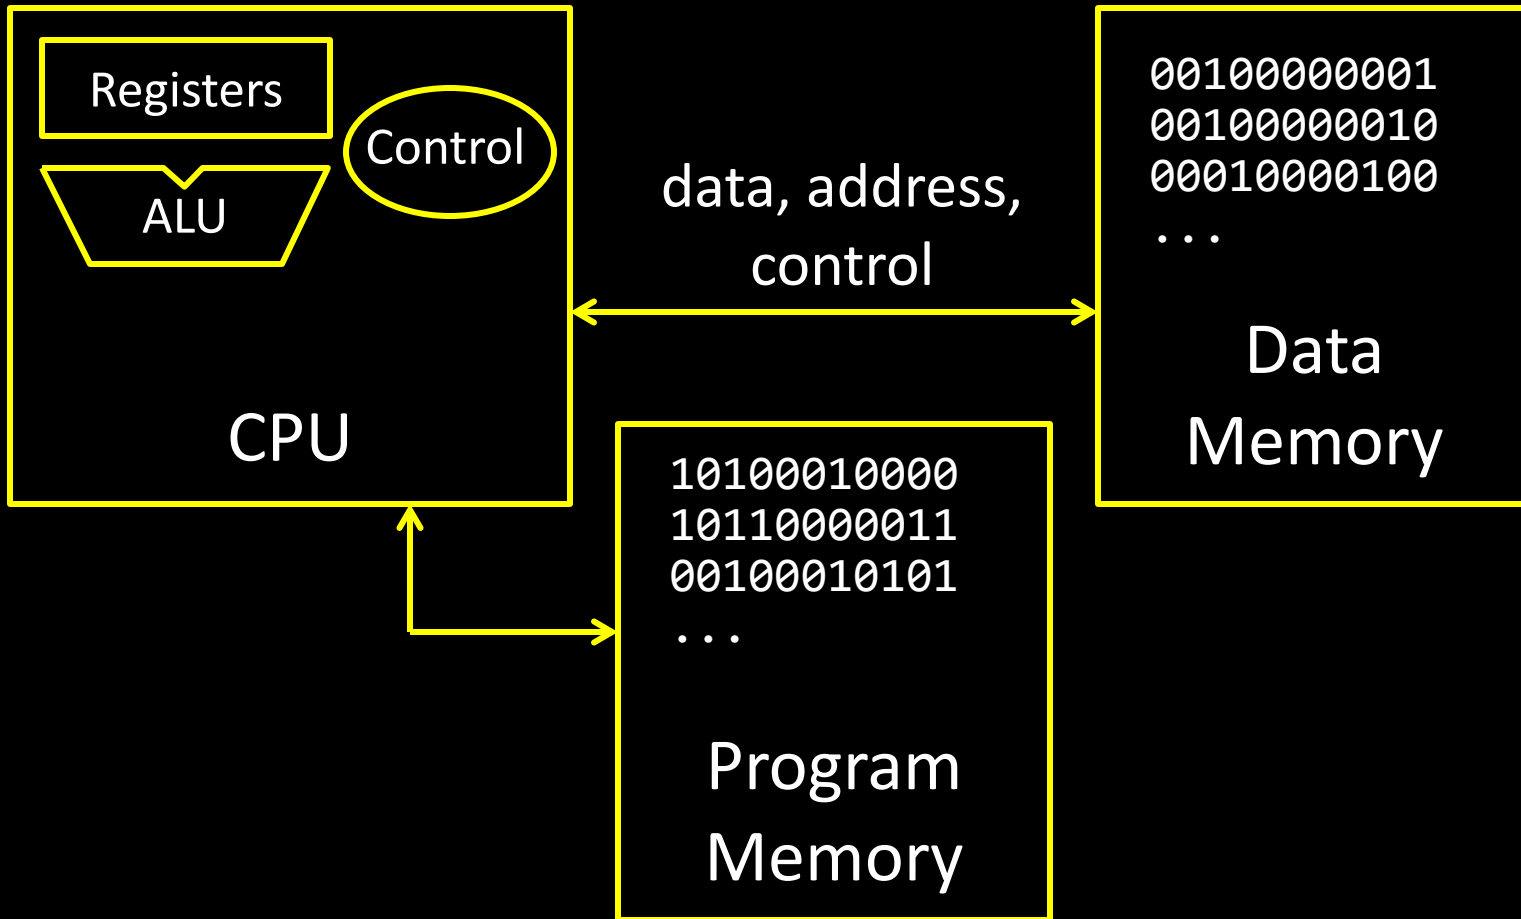 Registers
Control
ALU
CPU
data, address,
control
00100000001
00100000010
00010000100
...
Data
Memory
10100010000
10110000011
00100010101
...
Program
Memory